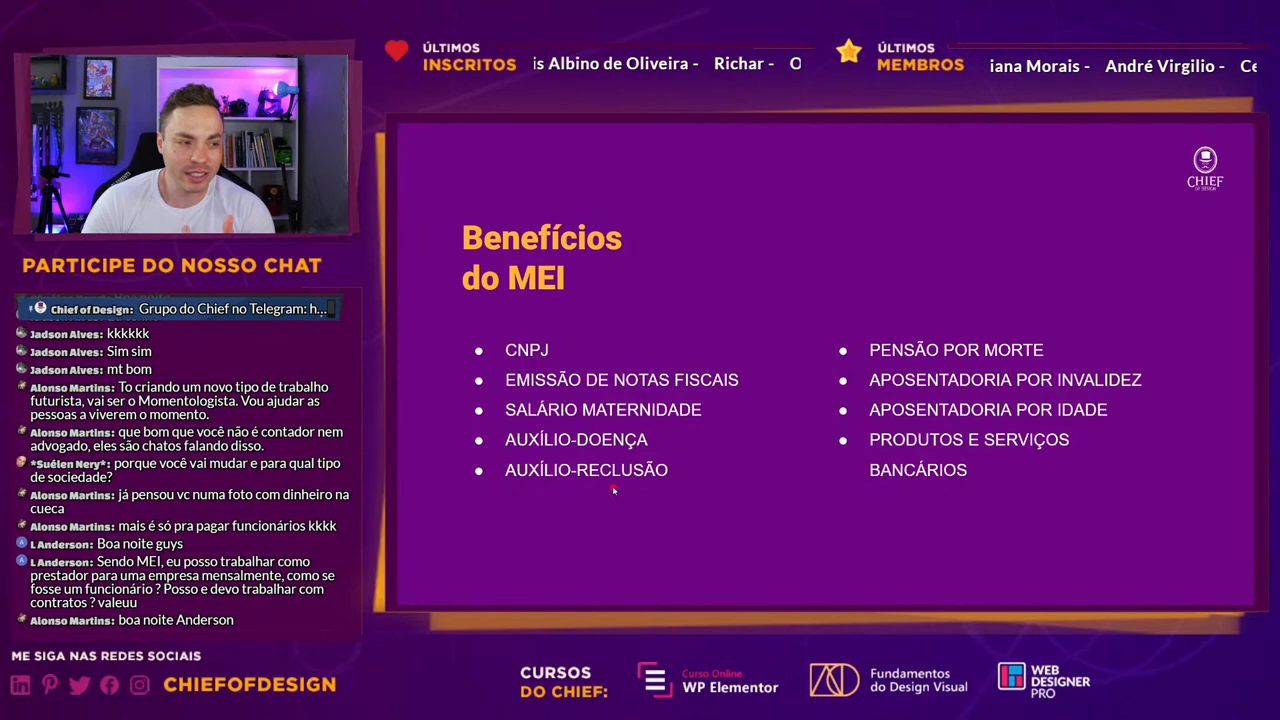 ÚLTIMOS
INSCRITOS
is Albino de Oliveira - Richar - O
ÚLTIMOS
MEMBROS
iana Morais - André Virgilio - Ce
CHIEF
OF DESIGN
PARTICIPE DO NOSSO CHAT
Chief of Design: Grupo do Chief no Telegram: h...
Jadson Alves: kkkkkk
Jadson Alves: Sim sim
Jadson Alves: mt bom
Alonso Martins: To criando um novo tipo de trabalho
futurista, vai ser o Momentologista. Vou ajudar as
pessoas a viverem o momento.
Alonso Martins: que bom que você não é contador nem
advogado, eles são chatos falando disso.
*Suélen Nery*: porque você vai mudar e para qual tipo
de sociedade?
Alonso Martins: já pensou vc numa foto com dinheiro na
cueca
Alonso Martins: mais é só pra pagar funcionários kkkk
L Anderson: Boa noite guys
L Anderson: Sendo MEI, eu posso trabalhar como
prestador para uma empresa mensalmente, como se
fosse um funcionário ? Posso e devo trabalhar com
contratos ? valeuu
Alonso Martins: boa noite Anderson
Benefícios
do MEI
● CNPJ
● EMISSÃO DE NOTAS FISCAIS
● SALÁRIO MATERNIDADE
● AUXÍLIO-DOENÇA
● AUXÍLIO-RECLUSÃO
● PENSÃO POR MORTE
● APOSENTADORIA POR INVALIDEZ
● APOSENTADORIA POR IDADE
● PRODUTOS E SERVIÇOS
BANCÁRIOS
ME SIGA NAS REDES SOCIAIS
CHIEFOFDESIGN
CURSOS
DO CHIEF:
Curso Online
WP Elementor
Fundamentos
do Design Visual
WEB
DESIGNER
PRO